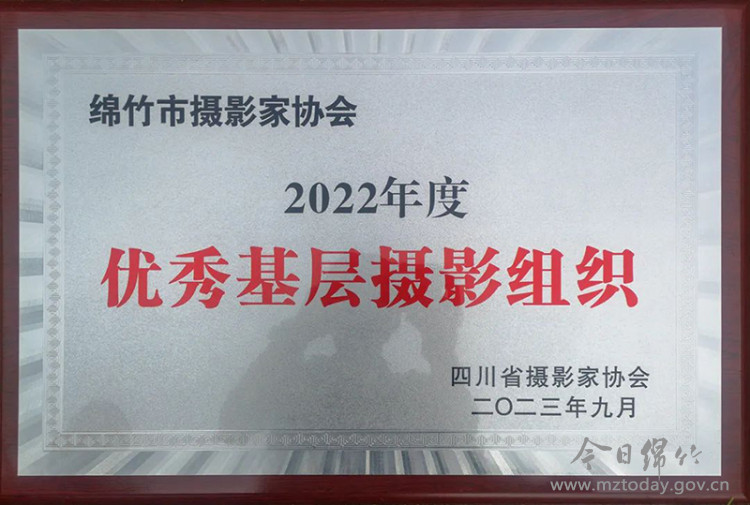 绵竹市摄影家协会
2022年度
优秀基层摄影组织
四川省摄影家协会
二〇二三年九月
今日绵竹
www.mztoday.gov.cn